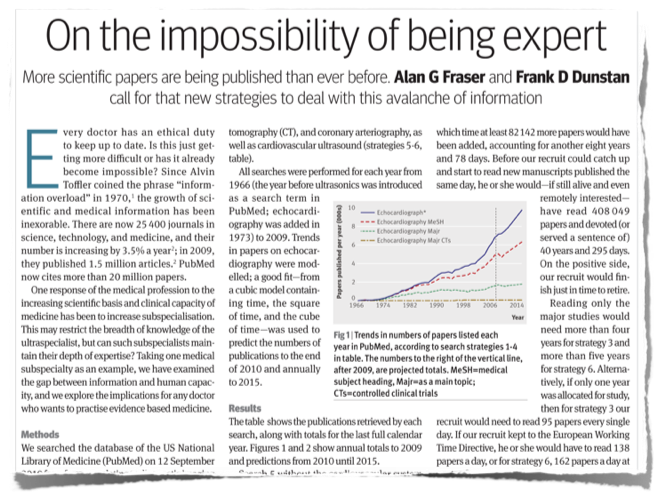 On the impossibility of being expert
More scientific papers are being published than ever before. Alan G Fraser and Frank D Dunstan
call for that new strategies to deal with this avalanche of information
Every doctor has an ethical duty
to keep up to date. Is this just get-
ting more difficult or has it already
become impossible? Since Alvin
Toffler coined the phrase "inform-
ation overload" in 1970,¹ the growth of sci-
entific and medical information has been
inexorable. There are now 25 400 journals in
science, technology, and medicine, and their
number is increasing by 3.5% a year²; in 2009,
they published 1.5 million articles.² PubMed
now cites more than 20 million papers.
One response of the medical profession to the
increasing scientific basis and clinical capacity of
medicine has been to increase subspecialisation.
This may restrict the breadth of knowledge of the
ultraspecialist, but can such subspecialists main-
tain their depth of expertise? Taking one medical
subspecialty as an example, we have examined
the gap between information and human capac-
ity, and we explore the implications for any doctor
who wants to practise evidence based medicine.
Methods
We searched the database of the US National
Library of Medicine (PubMed) on 12 September
tomography (CT), and coronary arteriography, as
well as cardiovascular ultrasound (strategies 5-6,
table).
All searches were performed for each year from
1966 (the year before ultrasonics was introduced
as a search term in
PubMed; echocardi-
ography was added in
1973) to 2009. Trends
in papers on echocar-
diography were mod-
elled; a good fit—from
a cubic model contain-
ing time, the square
of time, and the cube
of time—was used to
predict the numbers of
publications to the end
of 2010 and annually
to 2015.
Results
The table shows the publications retrieved by each
search, along with totals for the last full calendar
year. Figures 1 and 2 show annual totals to 2009
and predictions from 2010 until 2015.
Papers published per year (000s)
10
8
6
4
2
0
Echocardiograph*
Echocardiography MeSH
Echocardiography Majr
Echocardiography Majr CTs
1966 1974 1982 1990 1998 2006 2014
Year
Fig 1 | Trends in numbers of papers listed each
year in PubMed, according to search strategies 1-4
in table. The numbers to the right of the vertical line,
after 2009, are projected totals. MeSH=medical
subject heading, Majr=as a main topic;
CTs=controlled clinical trials
which time at least 82 142 more papers would have
been added, accounting for another eight years
and 78 days. Before our recruit could catch up
and start to read new manuscripts published the
same day, he or she would—if still alive and even
remotely interested—
have read 408 049
papers and devoted (or
served a sentence of)
40 years and 295 days.
On the positive side,
our recruit would fin-
ish just in time to retire.
Reading only the
major studies would
need more than four
years for strategy 3 and
more than five years
for strategy 6. Alterna-
tively, if only one year
was allocated for study,
then for strategy 3 our
recruit would need to read 95 papers every single
day. If our recruit kept to the European Working
Time Directive, he or she would have to read 138
papers a day, or for strategy 6, 162 papers a day at